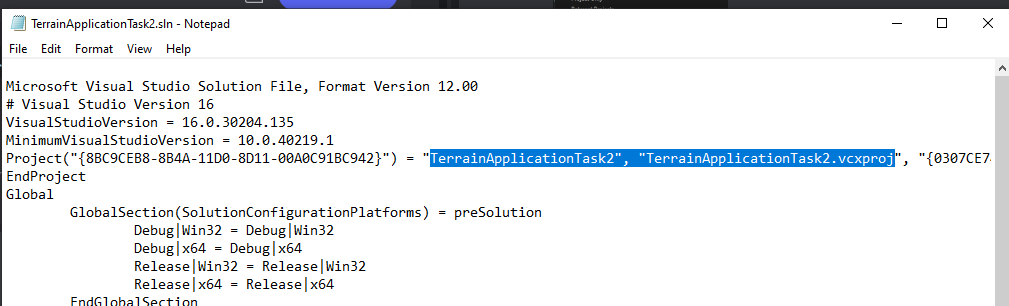 TerrainApplicationTask2.sln - Notepad
File Edit Format View Help
Microsoft Visual Studio Solution File, Format Version 12.00
# Visual Studio Version 16
VisualStudioVersion = 16.0.30204.135
MinimumVisualStudioVersion = 10.0.40219.1
Project("{8BC9CEB8-8B4A-11D0-8D11-00A0C91BC942}") = "TerrainApplicationTask2", "TerrainApplicationTask2.vcxproj", "{0307CE7
EndProject
Global
GlobalSection(SolutionConfigurationPlatforms) = preSolution
Debug|Win32 = Debug|Win32
Debug|x64 = Debug|x64
Release|Win32 = Release|Win32
Release|x64 = Release|x64
EndGlobalSection